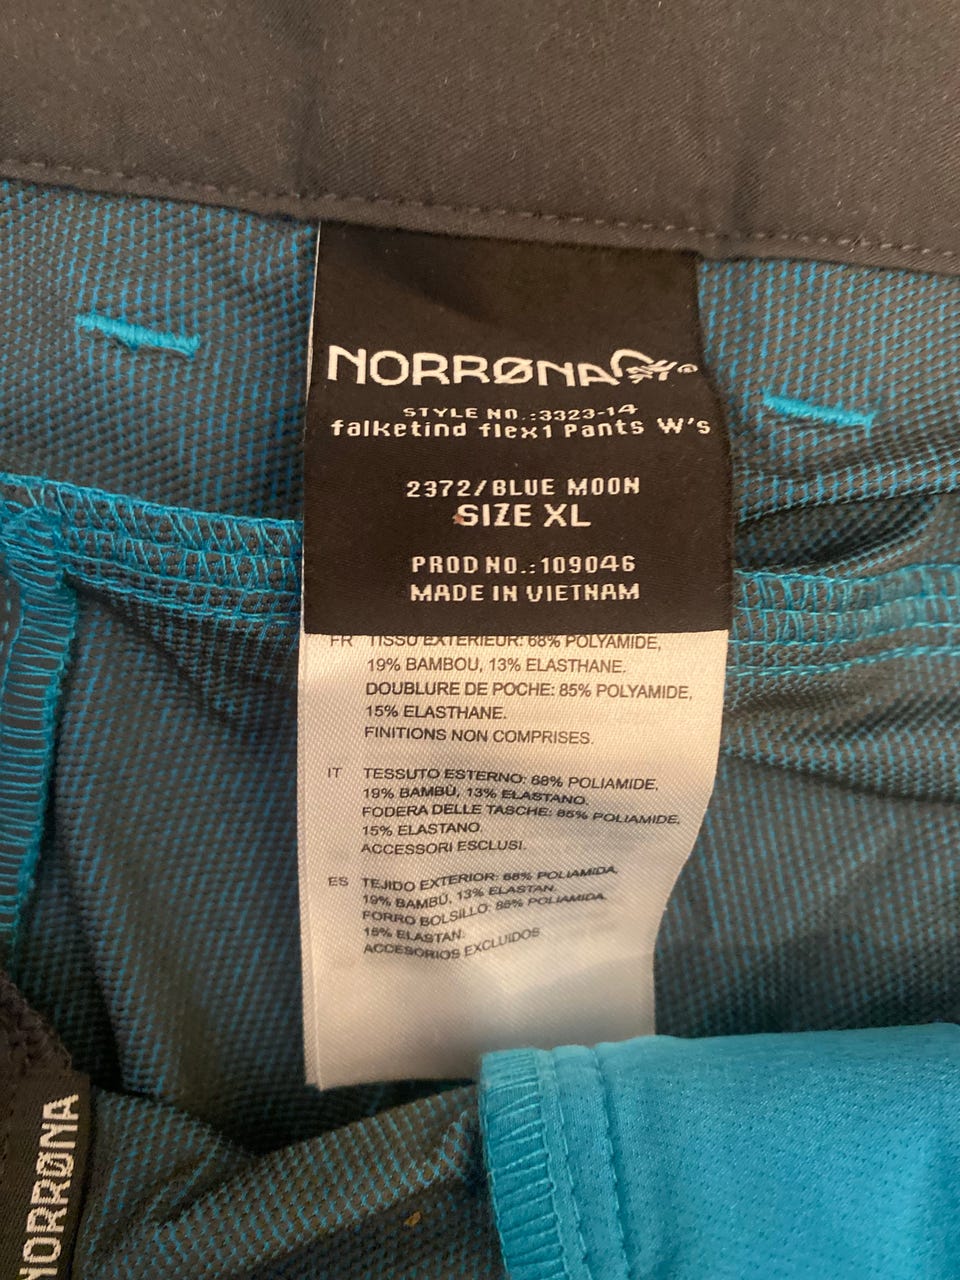 NORRØNA
STYLE NO.:3323-14
falketind flex1 Pants W's
2372/BLUE MOON
SIZE XL
PROD NO.:109046
MADE IN VIETNAM
FR TISSU EXTERIEUR: 68% POLYAMIDE,
19% BAMBOU, 13% ELASTHANE.
DOUBLURE DE POCHE: 85% POLYAMIDE,
15% ELASTHANE.
FINITIONS NON COMPRISES.
IT TESSUTO ESTERNO: 68% POLIAMIDE,
19% BAMBÙ, 13% ELASTANO.
FODERA DELLE TASCHE: 85% POLIAMIDE,
15% ELASTANO.
ACCESSORI ESCLUSI.
ES TEJIDO EXTERIOR: 68% POLIAMIDA,
19% BAMBÚ, 13% ELASTAN.
FORRO BOLSILLO: 85% POLIAMIDA
15% ELASTAN.
ACCESORIOS EXCLUIDOS
NORRØNA